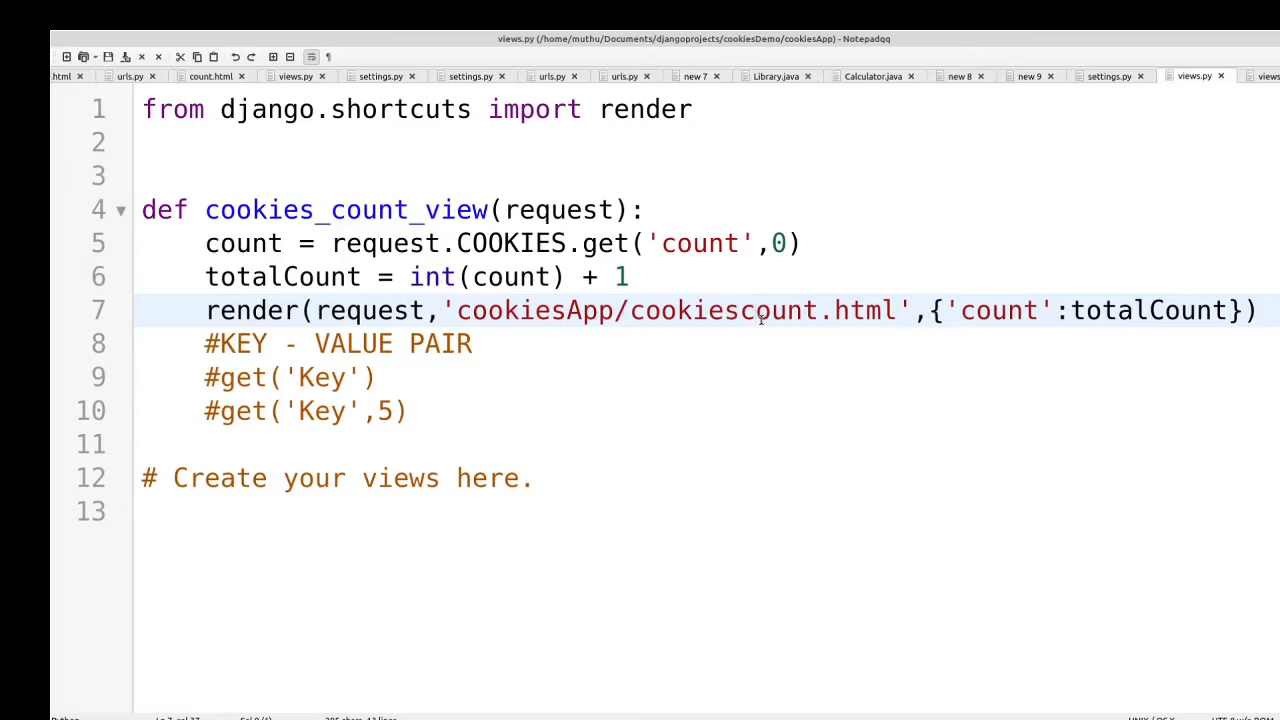 views.py (/home/muthu/Documents/djangoprojects/cookiesDemo/cookiesApp) - Notepadqq
html urls.py count.html views.py settings.py settings.py urls.py urls.py new 7 Library.java Calculator.java new 8 new 9 settings.py views.py views
1 from django.shortcuts import render
2
3
4 def cookies_count_view(request):
5 count = request.COOKIES.get('count',0)
6 totalCount = int(count) + 1
7 render(request,'cookiesApp/cookiescount.html',{'count':totalCount})
8 #KEY - VALUE PAIR
9 #get('Key')
10 #get('Key',5)
11
12 # Create your views here.
13